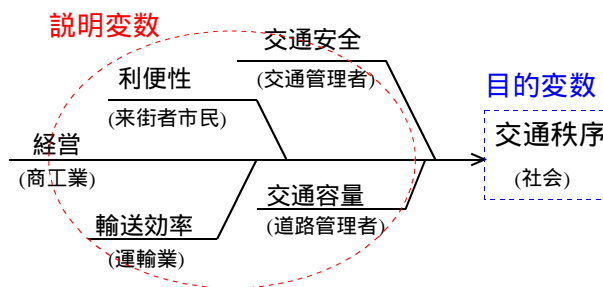 説明変数
交通安全
(交通管理者)
利便性
(来街者市民)
目的変数
経営
(商工業)
交通秩序
(社会)
交通容量
(道路管理者)
輸送効率
(運輸業)